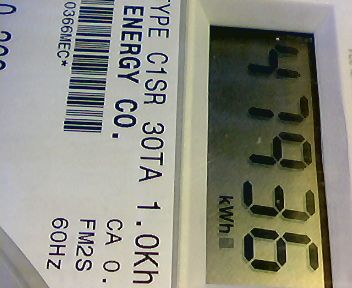 TYPE C1SR 30TA 1.0Kh
ENERGY CO.
CA 0.
FM2S
60HZ
0366MEC*
47936
kWh